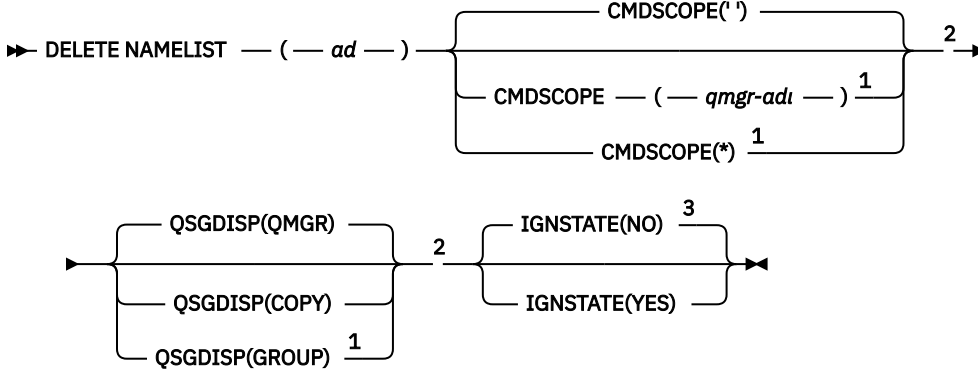 CMDSCOPE(' ')
DELETE NAMELIST ( ad ) 2
CMDSCOPE ( qmgr-adı ) 1
CMDSCOPE(*) 1
QSGDISP(QMGR) IGNSTATE(NO) 3
2
QSGDISP(COPY) IGNSTATE(YES)
QSGDISP(GROUP) 1